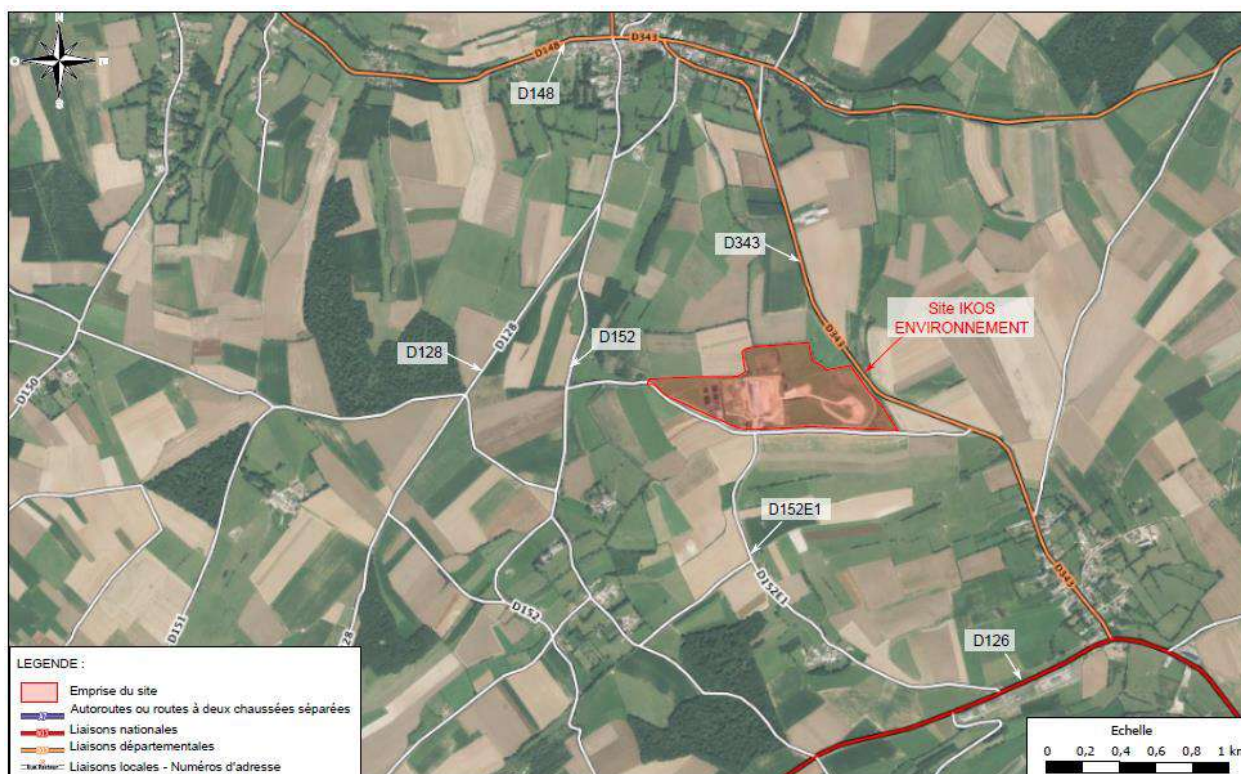 N
S
D148
D343
D148
D343
D343
Site IKOS
ENVIRONNEMENT
D128
D152
D128
D343
D150
D152E1
D152E1
D343
D151
28
D152
D126
LEGENDE :
Emprise du site
Autoroutes ou routes à deux chaussées séparées
Liaisons nationales
Liaisons départementales
Liaisons locales - Numéros d'adresse
Echelle
0 0,2 0,4 0,6 0,8 1 km